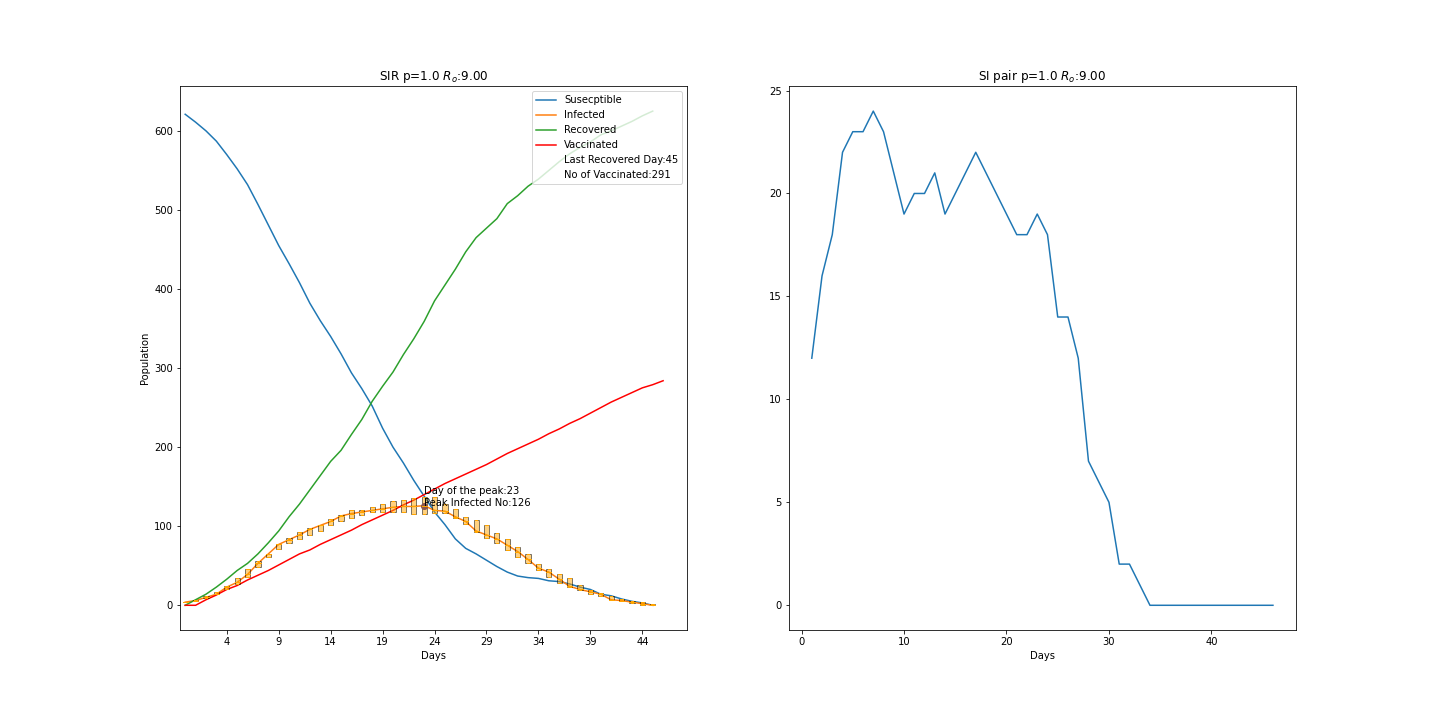 SIR p=1.0 Rₒ:9.00
Population
600
500
400
300
200
100
0
Susecptible
Infected
Recovered
Vaccinated
Last Recovered Day:45
No of Vaccinated:291
Day of the peak:23
Peak Infected No:126
4 9 14 19 24 29 34 39 44
Days
SI pair p=1.0 Rₒ:9.00
25
20
15
10
5
0
0 10 20 30 40
Days